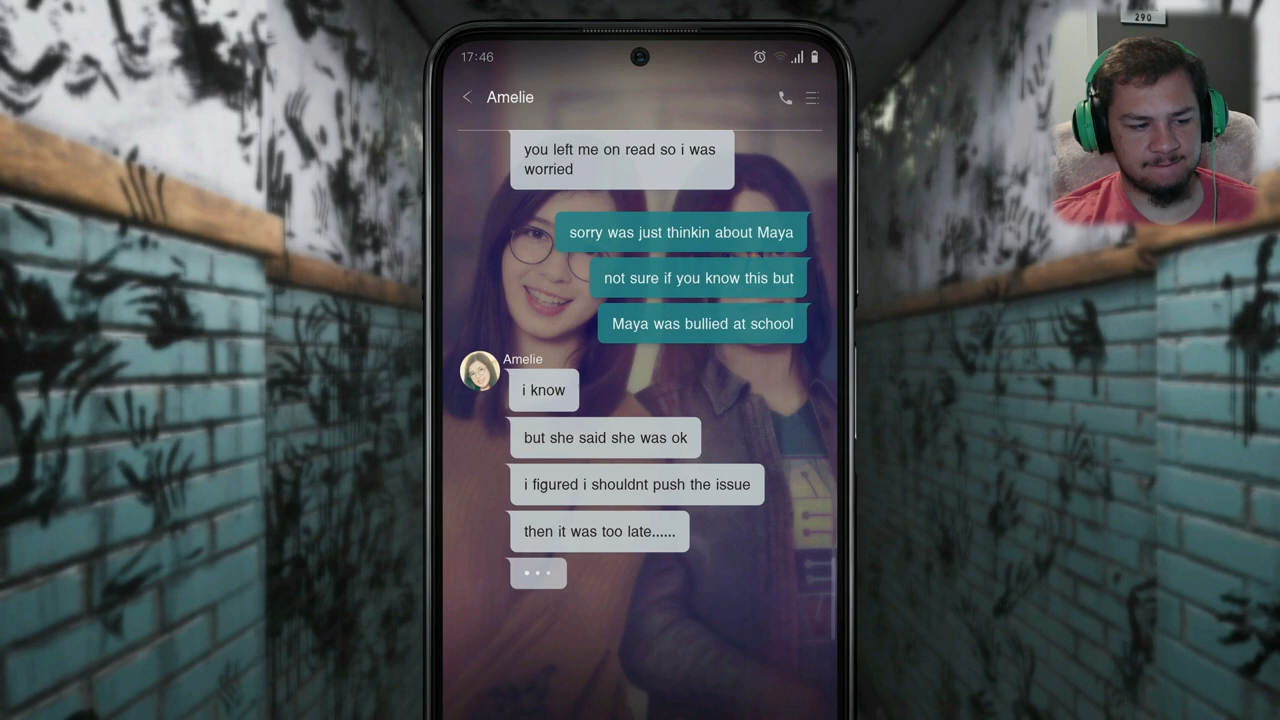 290
17:46
Amelie
you left me on read so i was
worried
sorry was just thinkin about Maya
not sure if you know this but
Maya was bullied at school
Amelie
i know
but she said she was ok
i figured i shouldnt push the issue
then it was too late......